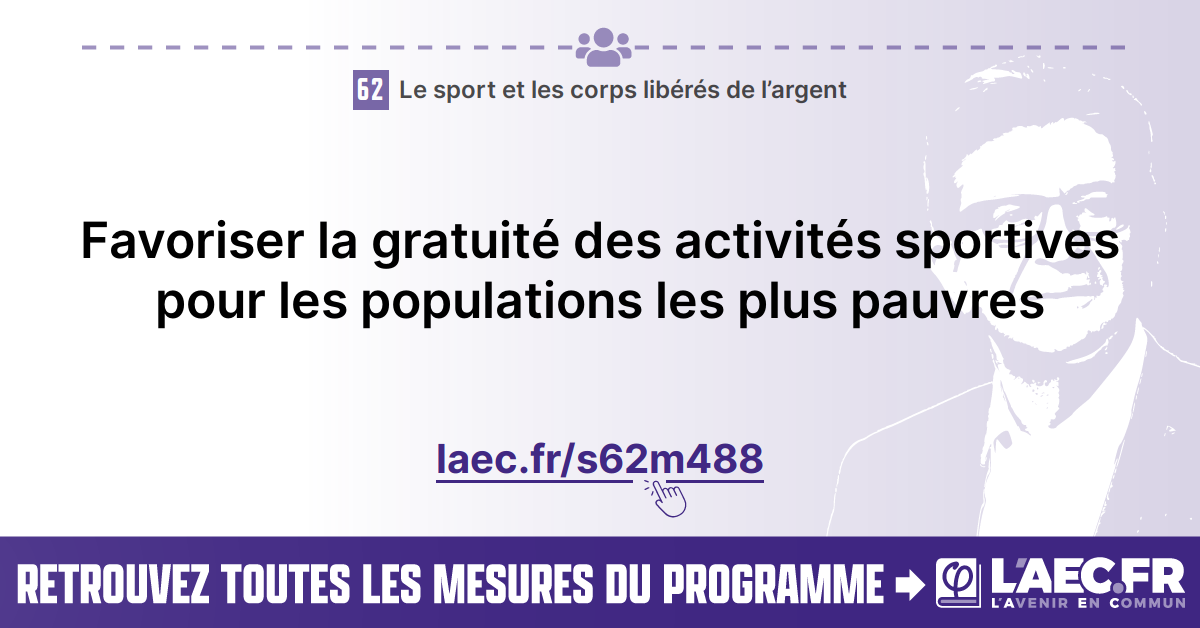 62 Le sport et les corps libérés de l’argent
Favoriser la gratuité des activités sportives
pour les populations les plus pauvres
laec.fr/s62m488
RETROUVEZ TOUTES LES MESURES DU PROGRAMME
φ L'AEC.FR
L'AVENIR EN COMMUN